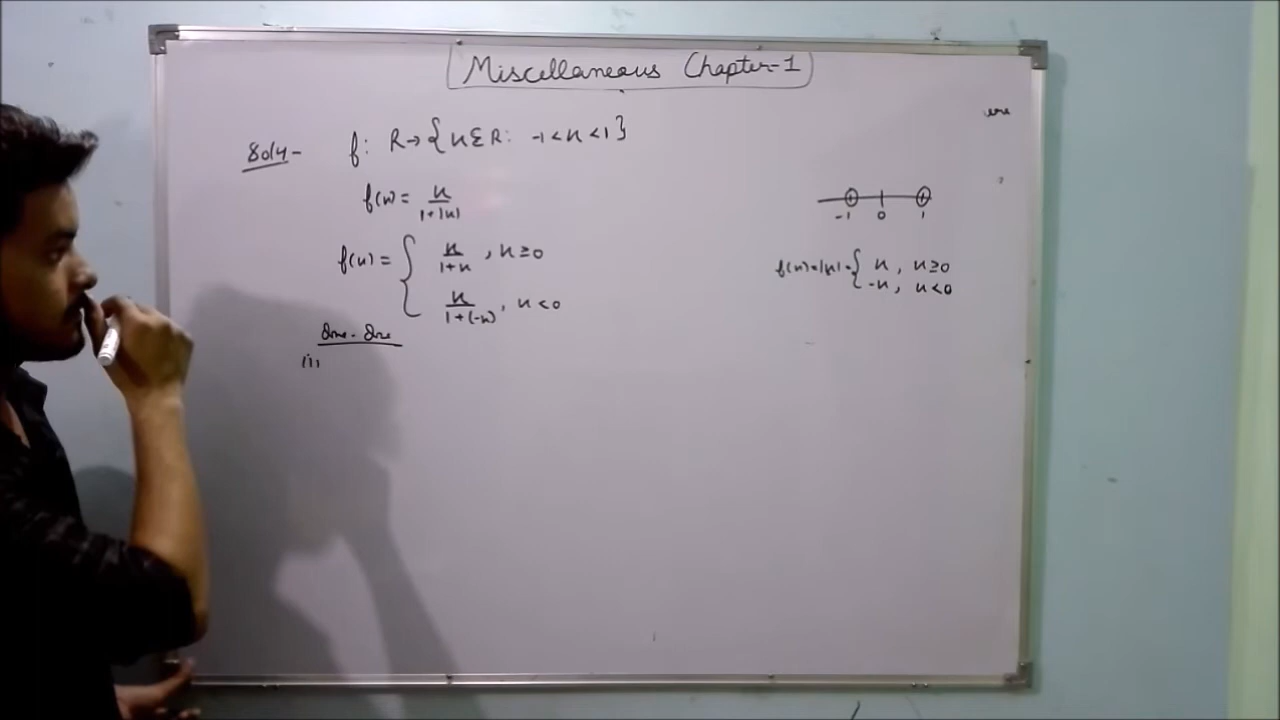 Miscellaneous Chapter-1
Sol4- f: R→{x∈R: -1<x<1}
f(x)= x/(1+|x|)
f(x)= { x/(1+x) , x≥0
x/(1+(-x)) , x<0
One-One
(i)
-1 0 1
f(x)=|x|={ x, x≥0
-x, x<0